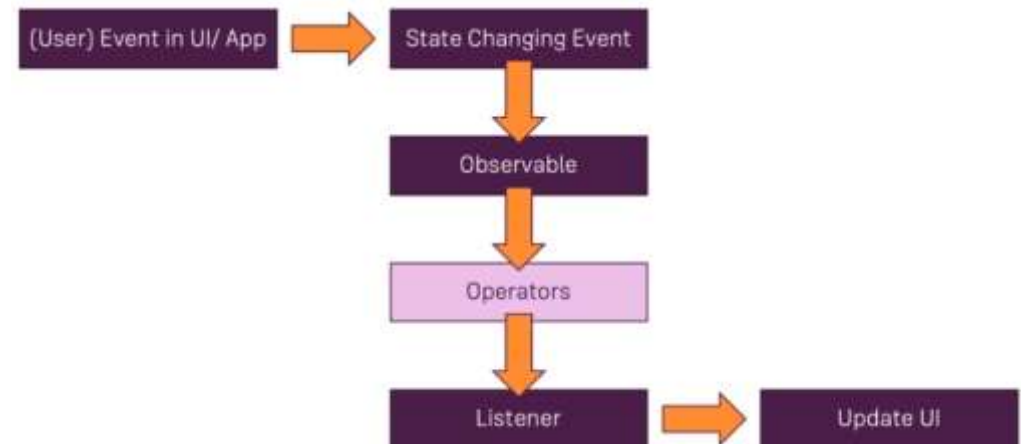 (User) Event in UI/ App
State Changing Event
Observable
Operators
Listener
Update UI